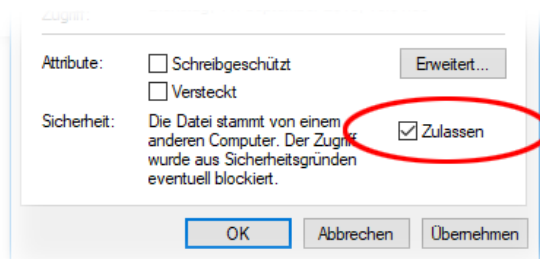 Attribute: Schreibgeschützt Erweitert...
Versteckt
Sicherheit: Die Datei stammt von einem
anderen Computer. Der Zugriff Zulassen
wurde aus Sicherheitsgründen
eventuell blockiert.
OK Abbrechen Übernehmen